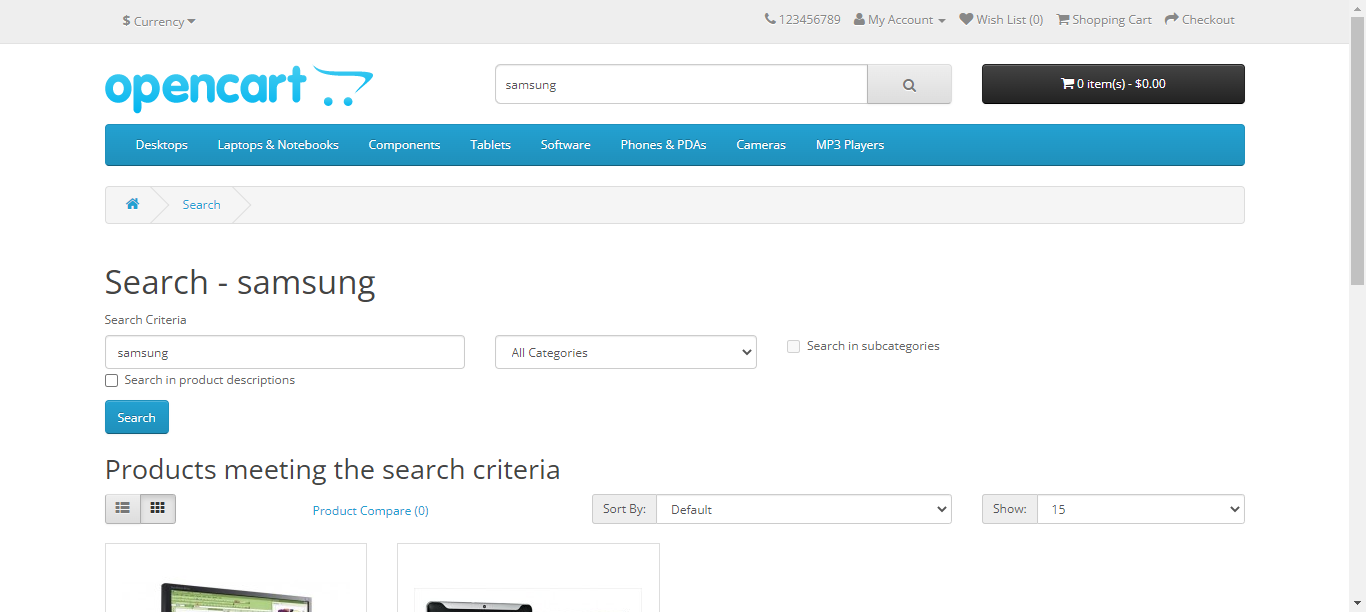 $ Currency
123456789 My Account Wish List (0) Shopping Cart Checkout
opencart
samsung
0 item(s) - $0.00
Desktops Laptops & Notebooks Components Tablets Software Phones & PDAs Cameras MP3 Players
Search
Search - samsung
Search Criteria
samsung
All Categories
Search in subcategories
Search in product descriptions
Search
Products meeting the search criteria
Product Compare (0)
Sort By: Default
Show: 15